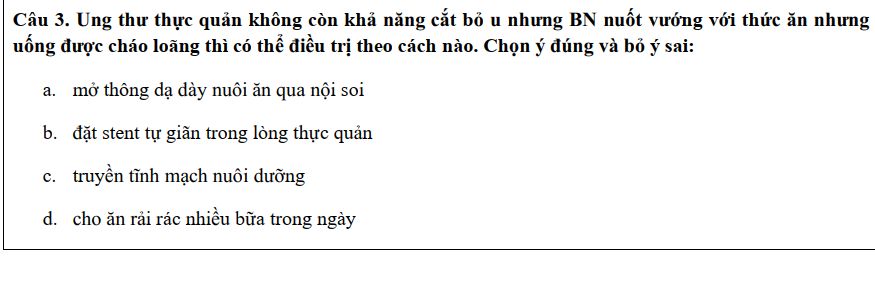 Câu 3. Ung thư thực quản không còn khả năng cắt bỏ u nhưng BN nuốt vướng với thức ăn nhưng
uống được cháo loãng thì có thể điều trị theo cách nào. Chọn ý đúng và bỏ ý sai:
a. mở thông dạ dày nuôi ăn qua nội soi
b. đặt stent tự giãn trong lòng thực quản
c. truyền tĩnh mạch nuôi dưỡng
d. cho ăn rải rác nhiều bữa trong ngày